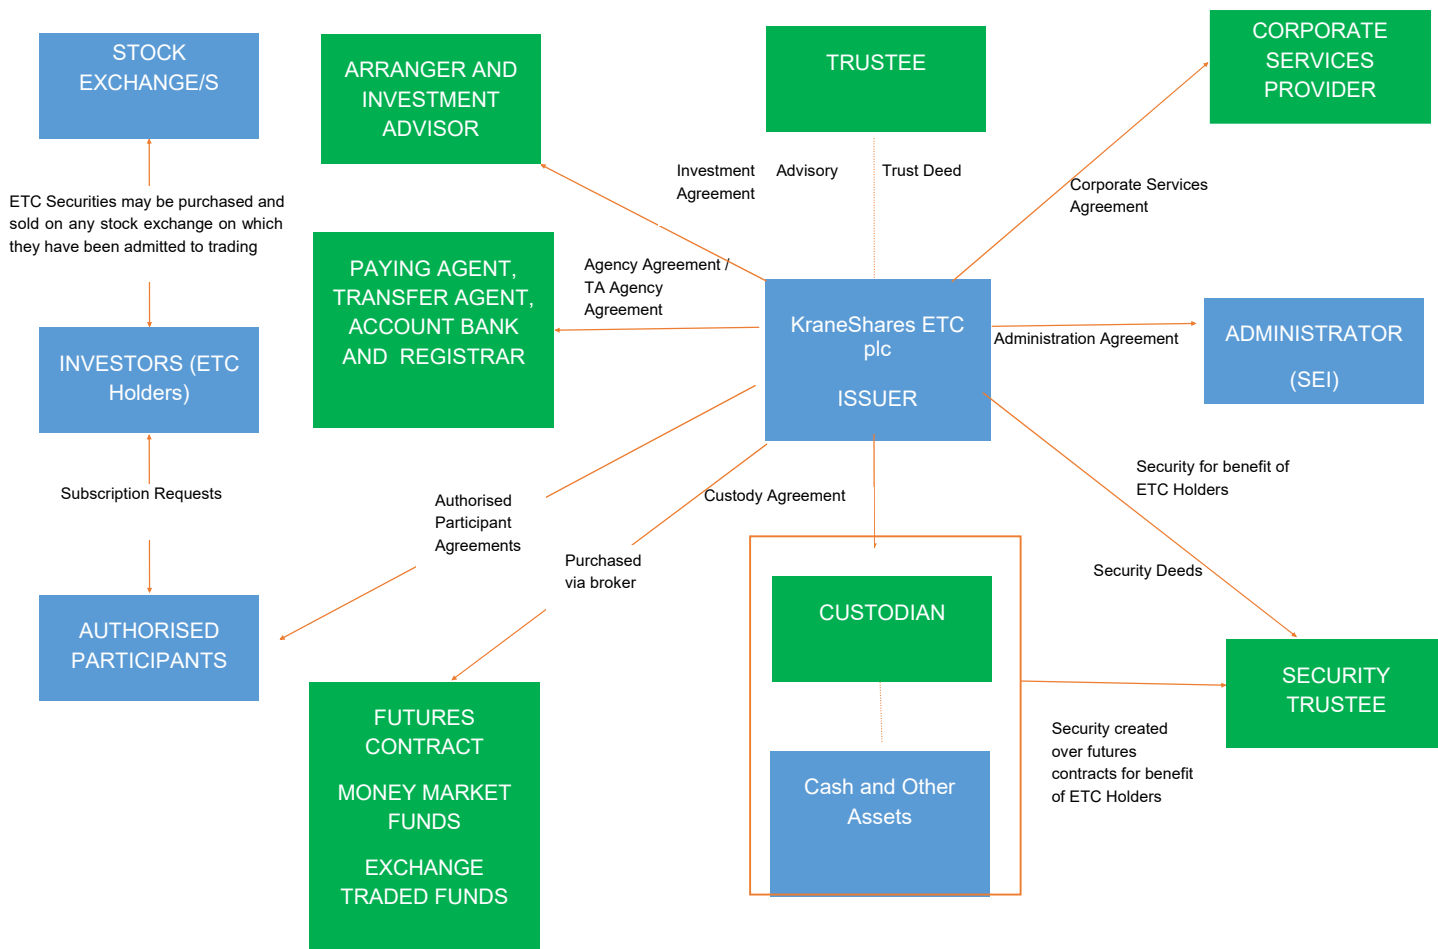 STOCK
EXCHANGE/S
ARRANGER AND
INVESTMENT
ADVISOR
TRUSTEE
CORPORATE
SERVICES
PROVIDER
Investment Advisory
Agreement
Trust Deed
Corporate Services
Agreement
ETC Securities may be purchased and
sold on any stock exchange on which
they have been admitted to trading
PAYING AGENT,
TRANSFER AGENT,
ACCOUNT BANK
AND REGISTRAR
Agency Agreement /
TA Agency
Agreement
KraneShares ETC
plc
ISSUER
Administration Agreement
ADMINISTRATOR
(SEI)
INVESTORS (ETC
Holders)
Subscription Requests
Authorised
Participant
Agreements
Custody Agreement
Security for benefit of
ETC Holders
Purchased
via broker
Security Deeds
AUTHORISED
PARTICIPANTS
CUSTODIAN
SECURITY
TRUSTEE
FUTURES
CONTRACT
MONEY MARKET
FUNDS
EXCHANGE
TRADED FUNDS
Cash and Other
Assets
Security created
over futures
contracts for benefit
of ETC Holders